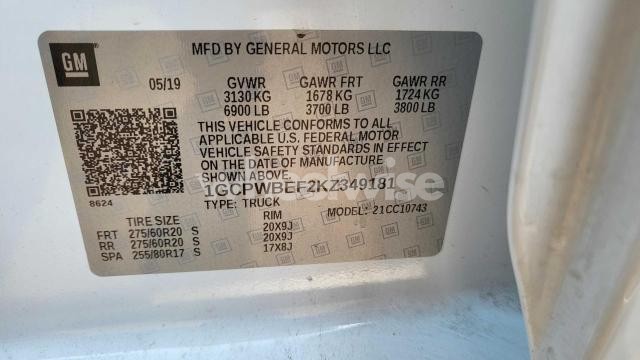 GM
MFD BY GENERAL MOTORS LLC
05/19 GVWR GAWR FRT GAWR RR
3130 KG 1678 KG 1724 KG
6900 LB 3700 LB 3800 LB
THIS VEHICLE CONFORMS TO ALL
APPLICABLE U.S. FEDERAL MOTOR
VEHICLE SAFETY STANDARDS IN EFFECT
ON THE DATE OF MANUFACTURE
SHOWN ABOVE.
1GCPWBEF2KZ349181
8624
TYPE: TRUCK MODEL: 21CC10743
TIRE SIZE RIM
FRT 275/60R20 S 20X9J
RR 275/60R20 S 20X9J
SPA 255/80R17 S 17X8J